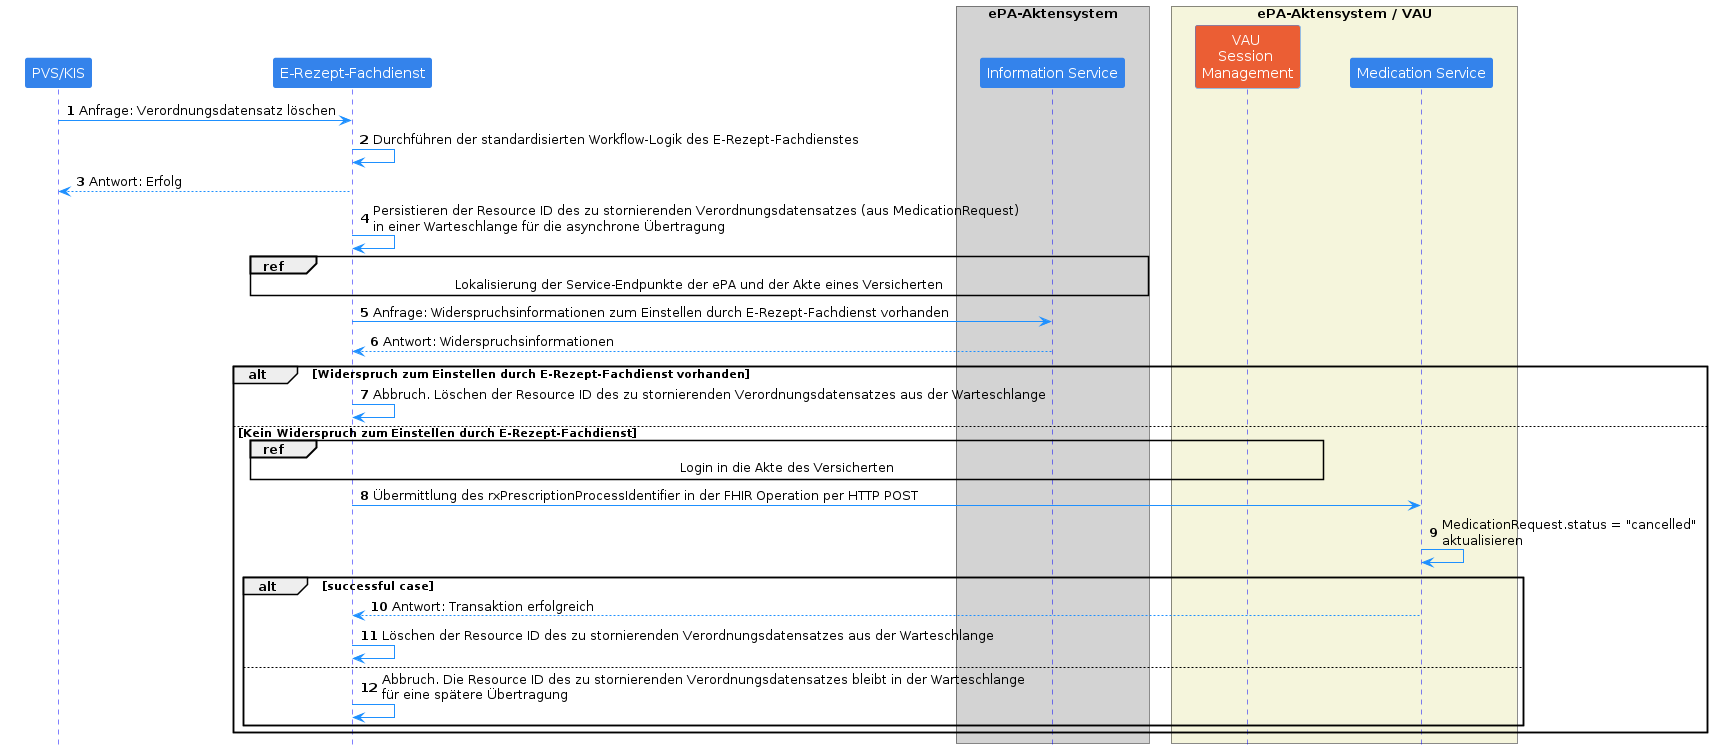 ePA-Aktensystem
ePA-Aktensystem / VAU
PVS/KIS
E-Rezept-Fachdienst
Information Service
VAU
Session
Management
Medication Service
1 Anfrage: Verordnungsdatensatz löschen
2 Durchführen der standardisierten Workflow-Logik des E-Rezept-Fachdienstes
3 Antwort: Erfolg
4 Persistieren der Resource ID des zu stornierenden Verordnungsdatensatzes (aus MedicationRequest)
in einer Warteschlange für die asynchrone Übertragung
ref
Lokalisierung der Service-Endpunkte der ePA und der Akte eines Versicherten
5 Anfrage: Widerspruchsinformationen zum Einstellen durch E-Rezept-Fachdienst vorhanden
6 Antwort: Widerspruchsinformationen
alt [Widerspruch zum Einstellen durch E-Rezept-Fachdienst vorhanden]
7 Abbruch. Löschen der Resource ID des zu stornierenden Verordnungsdatensatzes aus der Warteschlange
[Kein Widerspruch zum Einstellen durch E-Rezept-Fachdienst]
ref
Login in die Akte des Versicherten
8 Übermittlung des rxPrescriptionProcessIdentifier in der FHIR Operation per HTTP POST
9 MedicationRequest.status = "cancelled"
aktualisieren
alt [successful case]
10 Antwort: Transaktion erfolgreich
11 Löschen der Resource ID des zu stornierenden Verordnungsdatensatzes aus der Warteschlange
12 Abbruch. Die Resource ID des zu stornierenden Verordnungsdatensatzes bleibt in der Warteschlange
für eine spätere Übertragung